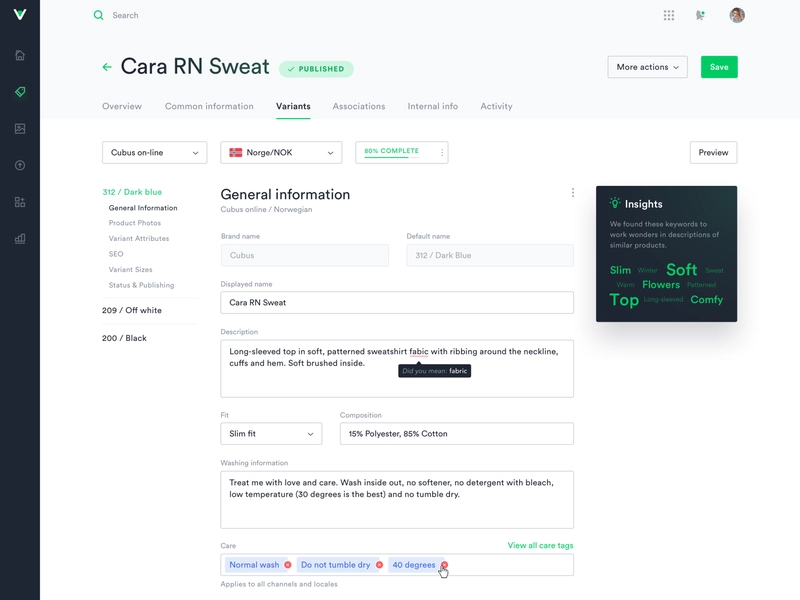 Search
Cara RN Sweat
PUBLISHED
More actions
Save
Overview
Common information
Variants
Associations
Internal info
Activity
Cubus on-line
Norge/NOK
80% COMPLETE
Preview
312 / Dark blue
General Information
Product Photos
Variant Attributes
SEO
Variant Sizes
Status & Publishing
209 / Off white
200 / Black
General information
Cubus online / Norwegian
Brand name
Default name
Cubus
312 / Dark Blue
Displayed name
Cara RN Sweat
Description
Long-sleeved top in soft, patterned sweatshirt fabic with ribbing around the neckline,
cuffs and hem. Soft brushed inside.
Did you mean: fabric
Fit
Composition
Slim fit
15% Polyester, 85% Cotton
Washing information
Treat me with love and care. Wash inside out, no softener, no detergent with bleach,
low temperature (30 degrees is the best) and no tumble dry.
Care
View all care tags
Normal wash
Do not tumble dry
40 degrees
Applies to all channels and locales
Insights
We found these keywords to
work wonders in descriptions of
similar products.
Slim Winter Soft Sweat
Warm Flowers Patterned
Top Long-sleeved Comfy